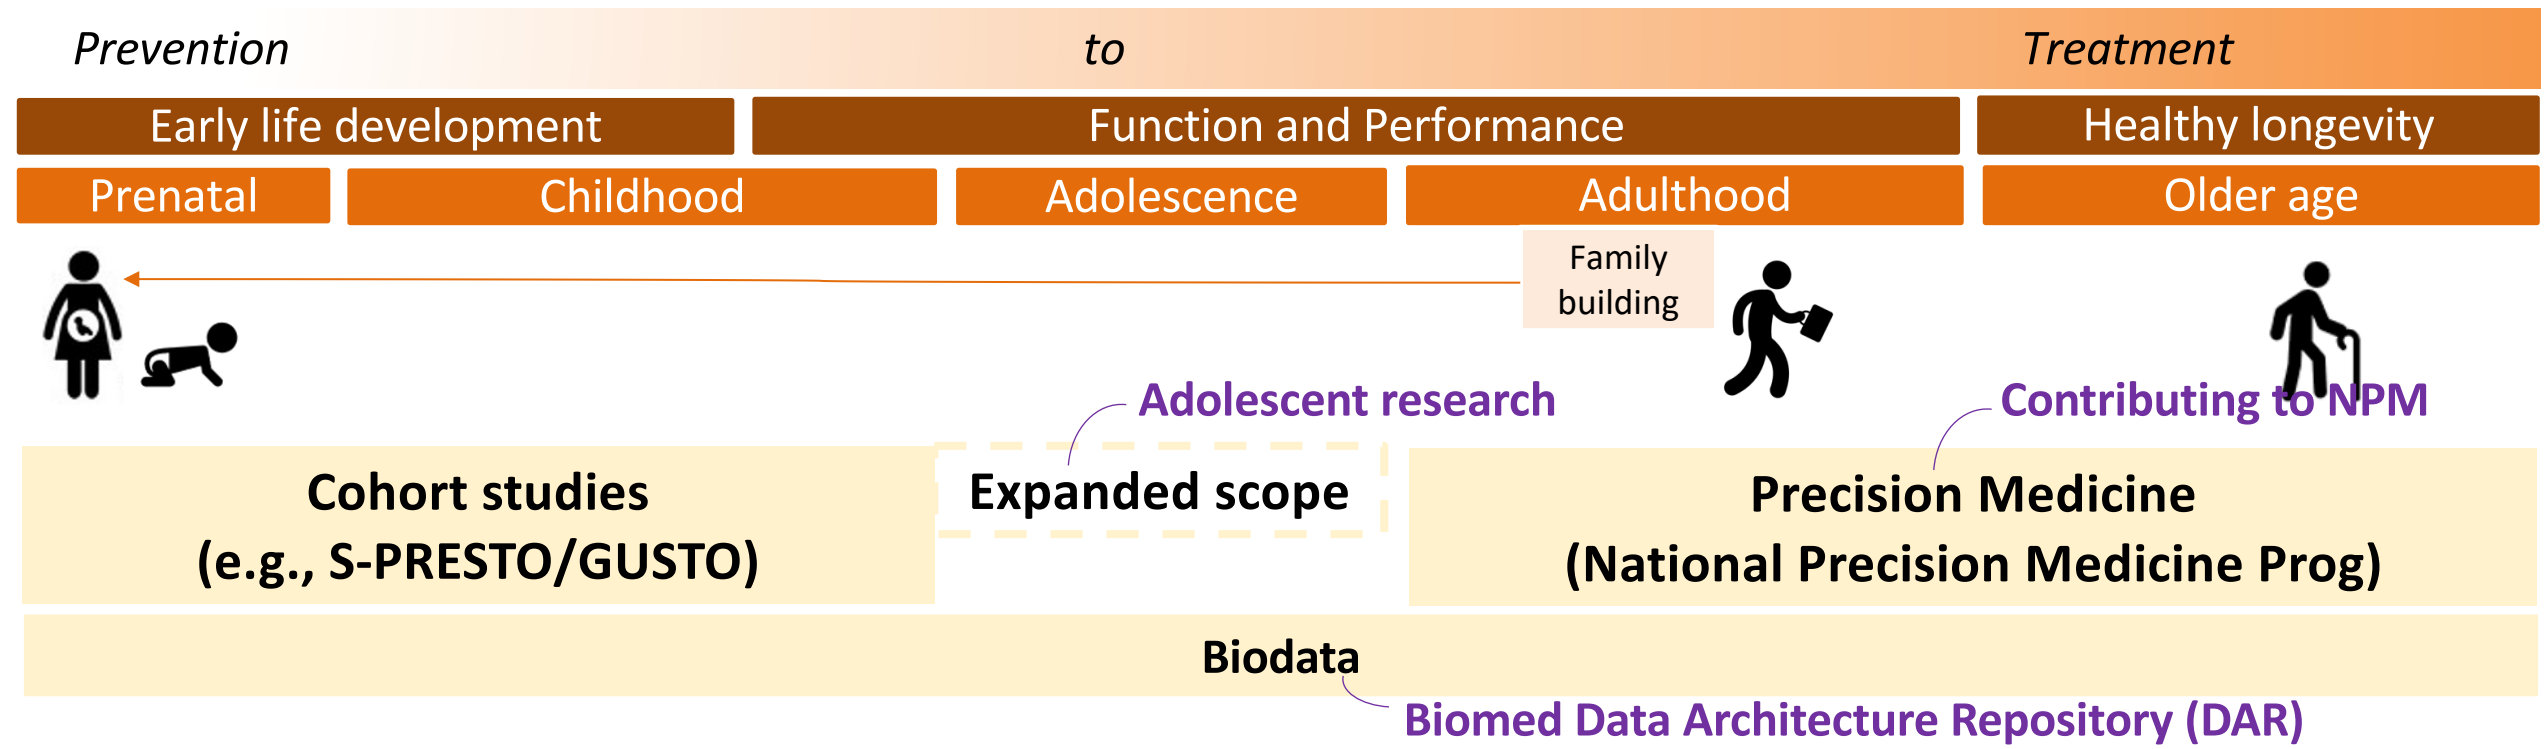 Prevention to Treatment
Early life development Function and Performance Healthy longevity
Prenatal Childhood Adolescence Adulthood Older age
Family
building
Adolescent research Contributing to NPM
Cohort studies Expanded scope Precision Medicine
(e.g., S-PRESTO/GUSTO) (National Precision Medicine Prog)
Biodata
Biomed Data Architecture Repository (DAR)